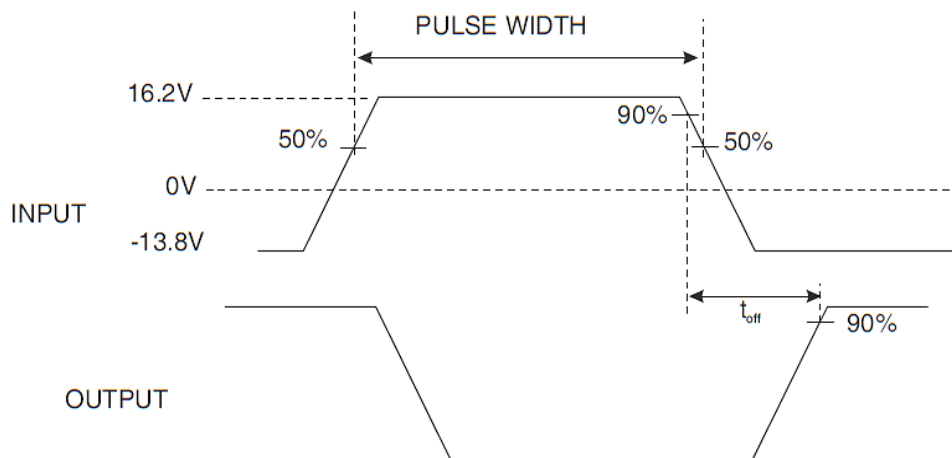 PULSE WIDTH
16.2V
90%
50%
50%
0V
INPUT
-13.8V
toff
90%
OUTPUT